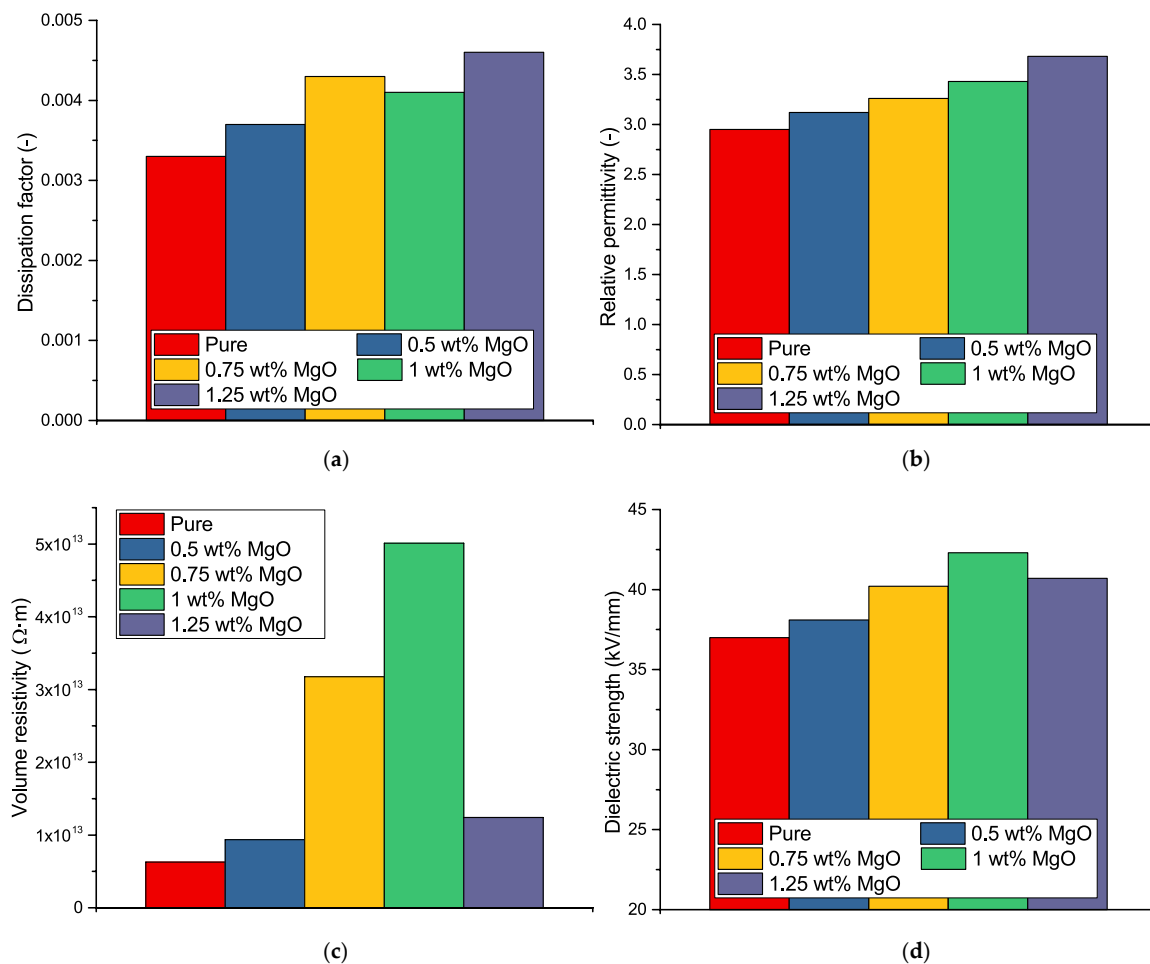 0.005
0.004
0.003
0.002
0.001
0.000
Dissipation factor (-)
Pure
0.5 wt% MgO
0.75 wt% MgO
1 wt% MgO
1.25 wt% MgO
(a)
4.0
3.5
3.0
2.5
2.0
1.5
1.0
0.5
0.0
Relative permittivity (-)
Pure
0.5 wt% MgO
0.75 wt% MgO
1 wt% MgO
1.25 wt% MgO
(b)
5x10¹³
4x10¹³
3x10¹³
2x10¹³
1x10¹³
0
Volume resistivity (Ω·m)
Pure
0.5 wt% MgO
0.75 wt% MgO
1 wt% MgO
1.25 wt% MgO
(c)
45
40
35
30
25
20
Dielectric strength (kV/mm)
Pure
0.5 wt% MgO
0.75 wt% MgO
1 wt% MgO
1.25 wt% MgO
(d)